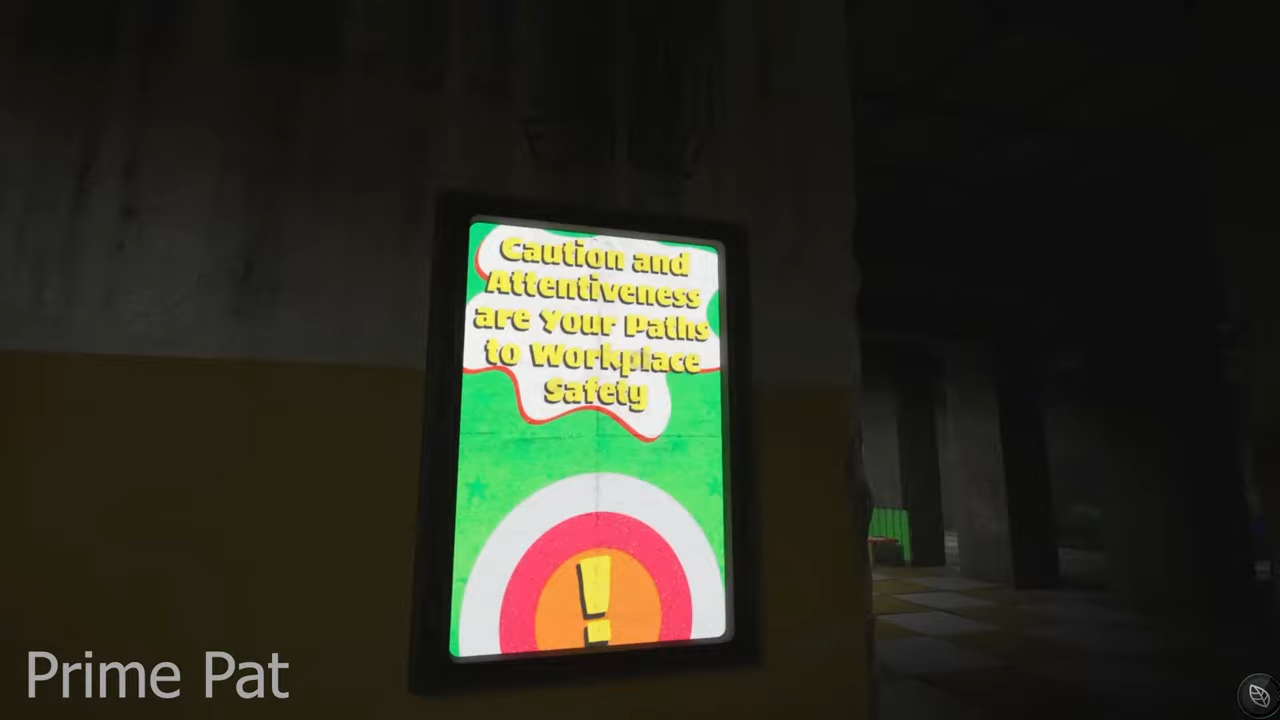 Caution and
Attentiveness
are Your Paths
to Workplace
Safety
!
Prime Pat